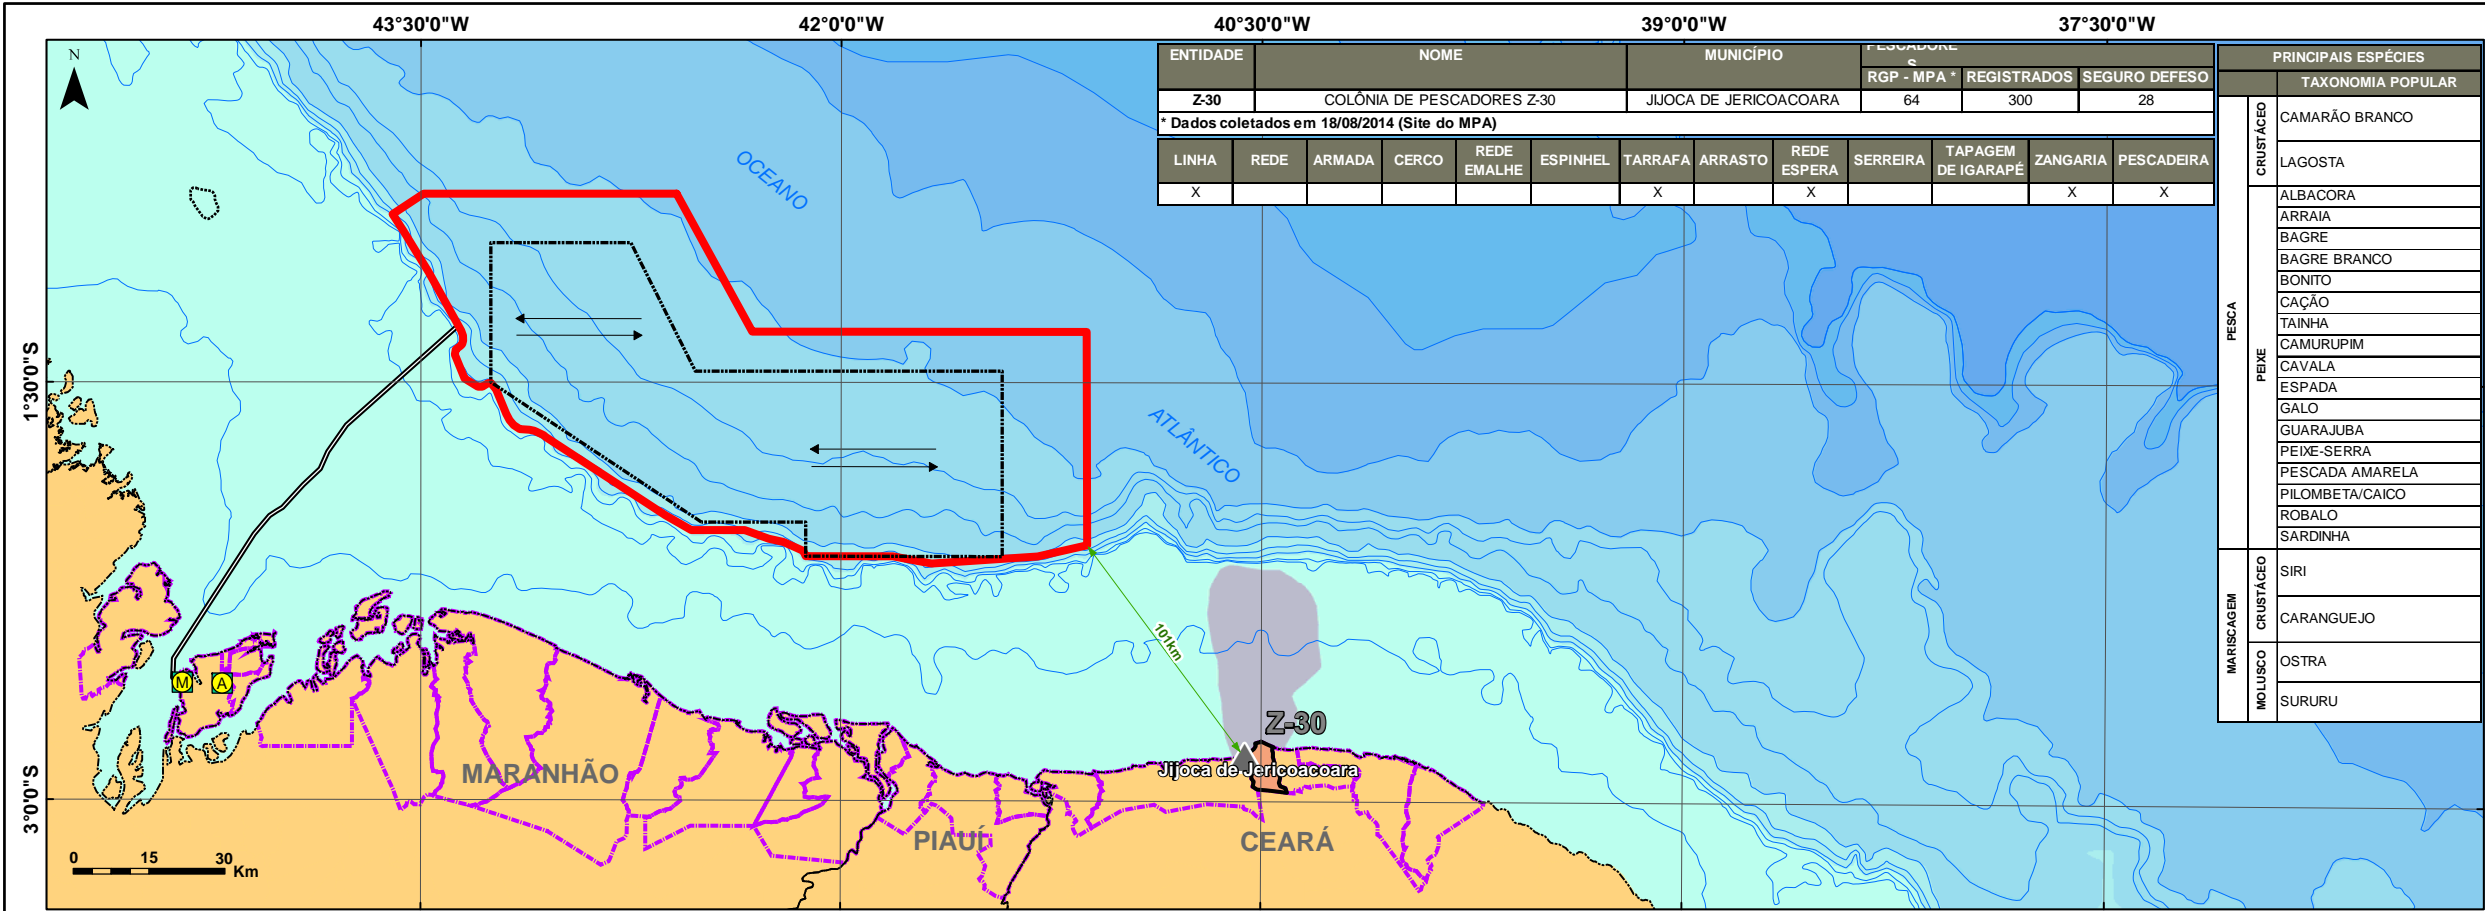 43°30'0"W 42°0'0"W 40°30'0"W 39°0'0"W 37°30'0"W
N
ENTIDADE NOME MUNICÍPIO PESCADORES
RGP - MPA * REGISTRADOS SEGURO DEFESO
Z-30 COLÔNIA DE PESCADORES Z-30 JIJOCA DE JERICOACOARA 64 300 28
* Dados coletados em 18/08/2014 (Site do MPA)
LINHA REDE ARMADA CERCO REDE EMALHE ESPINHEL TARRAFA ARRASTO REDE ESPERA SERREIRA TAPAGEM DE IGARAPÉ ZANGARIA PESCADEIRA
X X X X X
PRINCIPAIS ESPÉCIES
TAXONOMIA POPULAR
PESCA
CRUSTÁCEO
CAMARÃO BRANCO
LAGOSTA
PEIXE
ALBACORA
ARRAIA
BAGRE
BAGRE BRANCO
BONITO
CAÇÃO
TAINHA
CAMURUPIM
CAVALA
ESPADA
GALO
GUARAJUBA
PEIXE-SERRA
PESCADA AMARELA
PILOMBETA/CAICO
ROBALO
SARDINHA
MARISCAGEM
CRUSTÁCEO
SIRI
CARANGUEJO
MOLUSCO
OSTRA
SURURU
OCEANO
ATLÂNTICO
1°30'0"S
101km
M A
Z-30
Jijoca de Jericoacoara
MARANHÃO
PIAUÍ
CEARÁ
3°0'0"S
0 15 30
Km